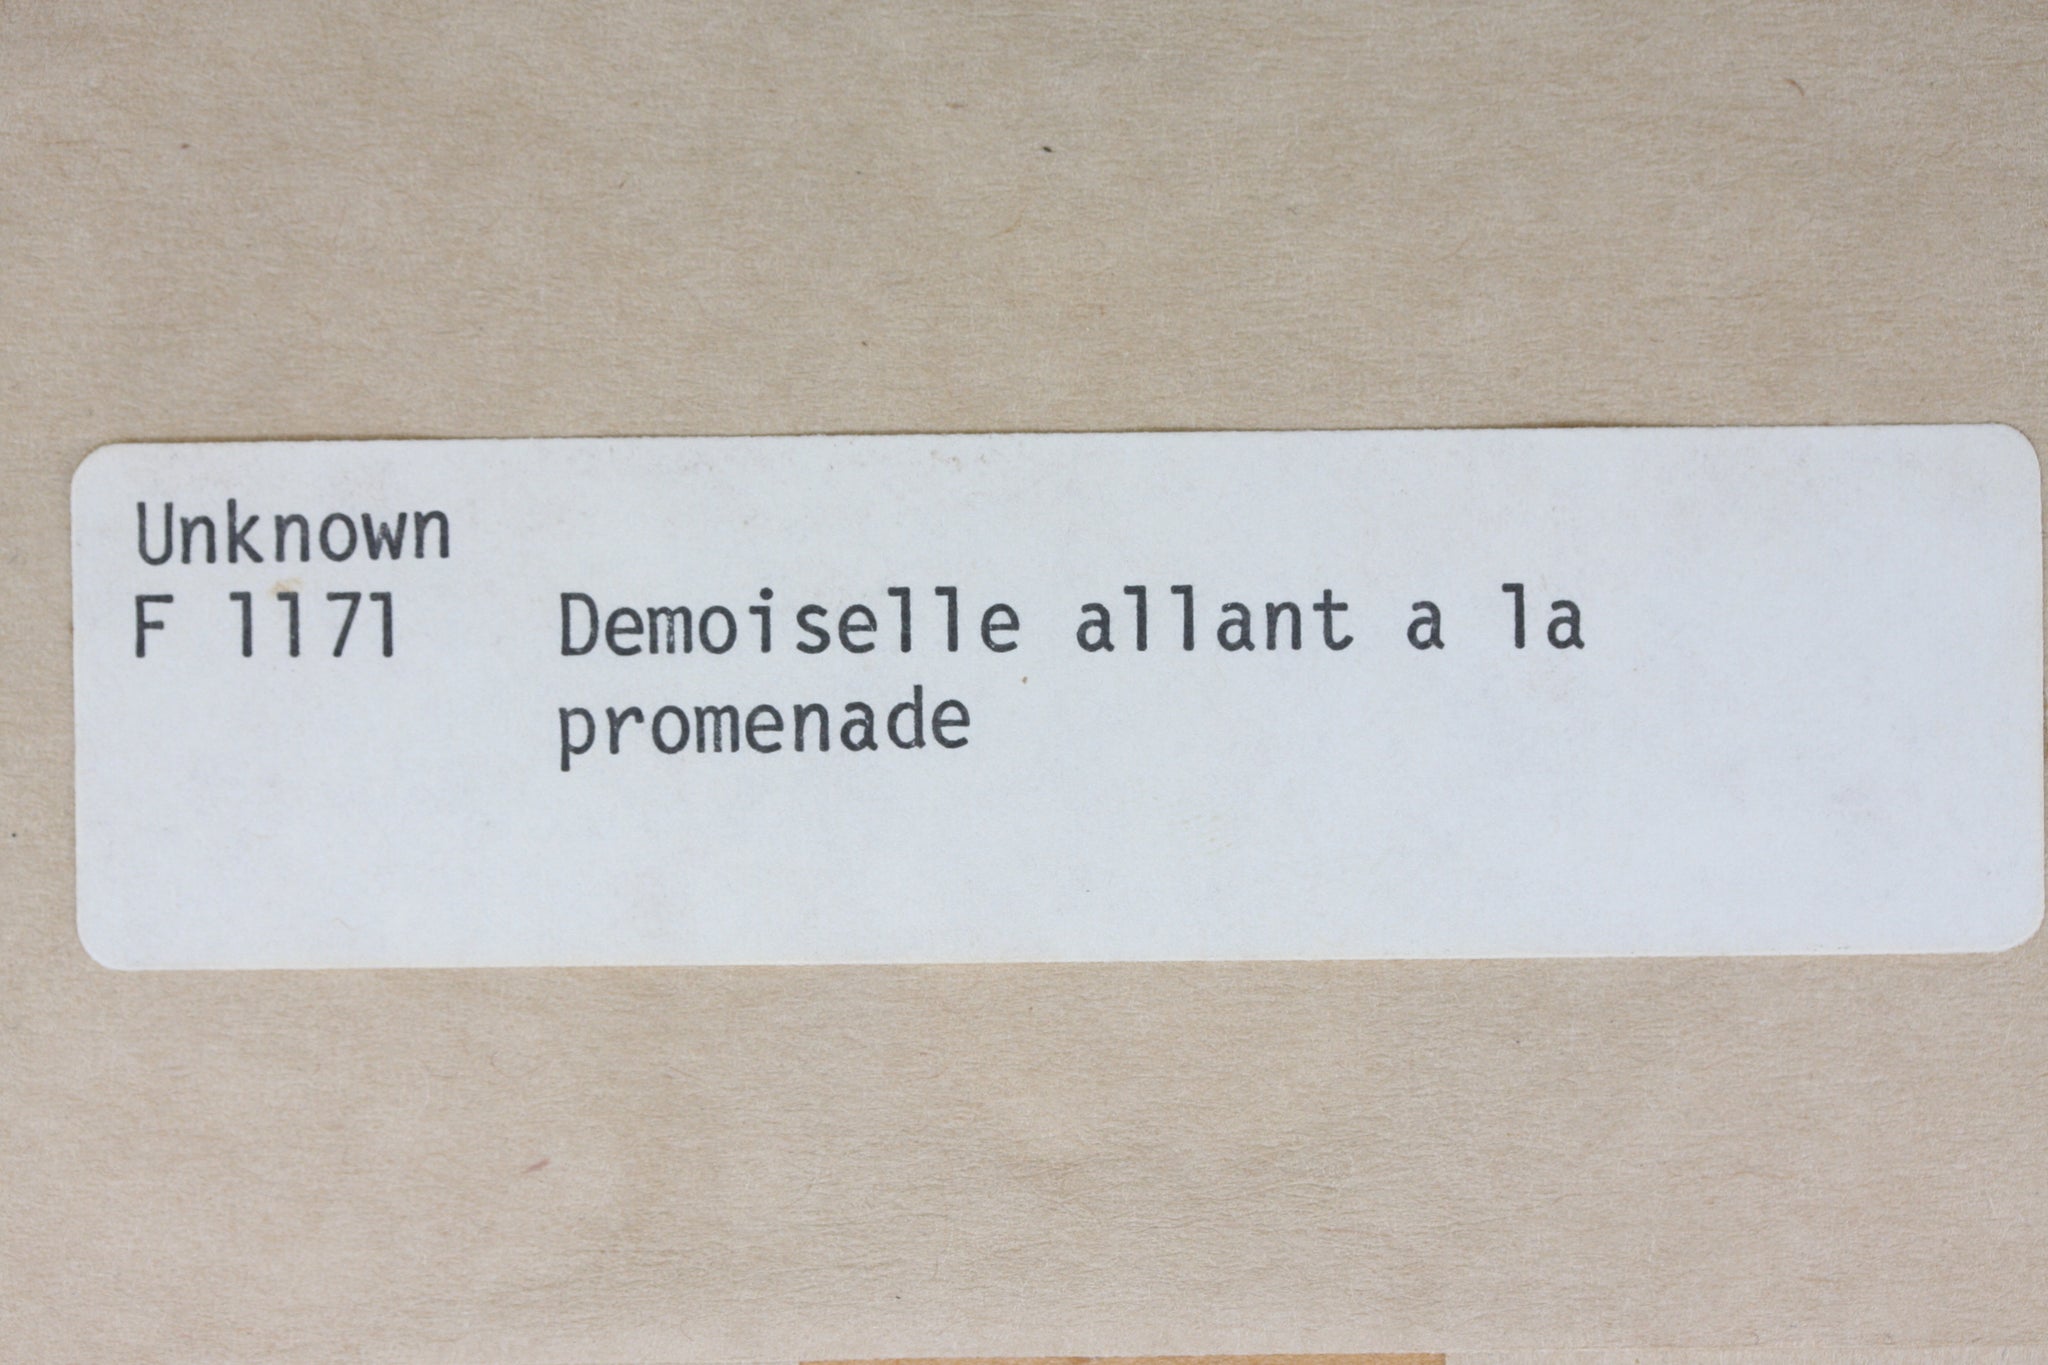 Unknown
F 1171 Demoiselle allant a la
promenade